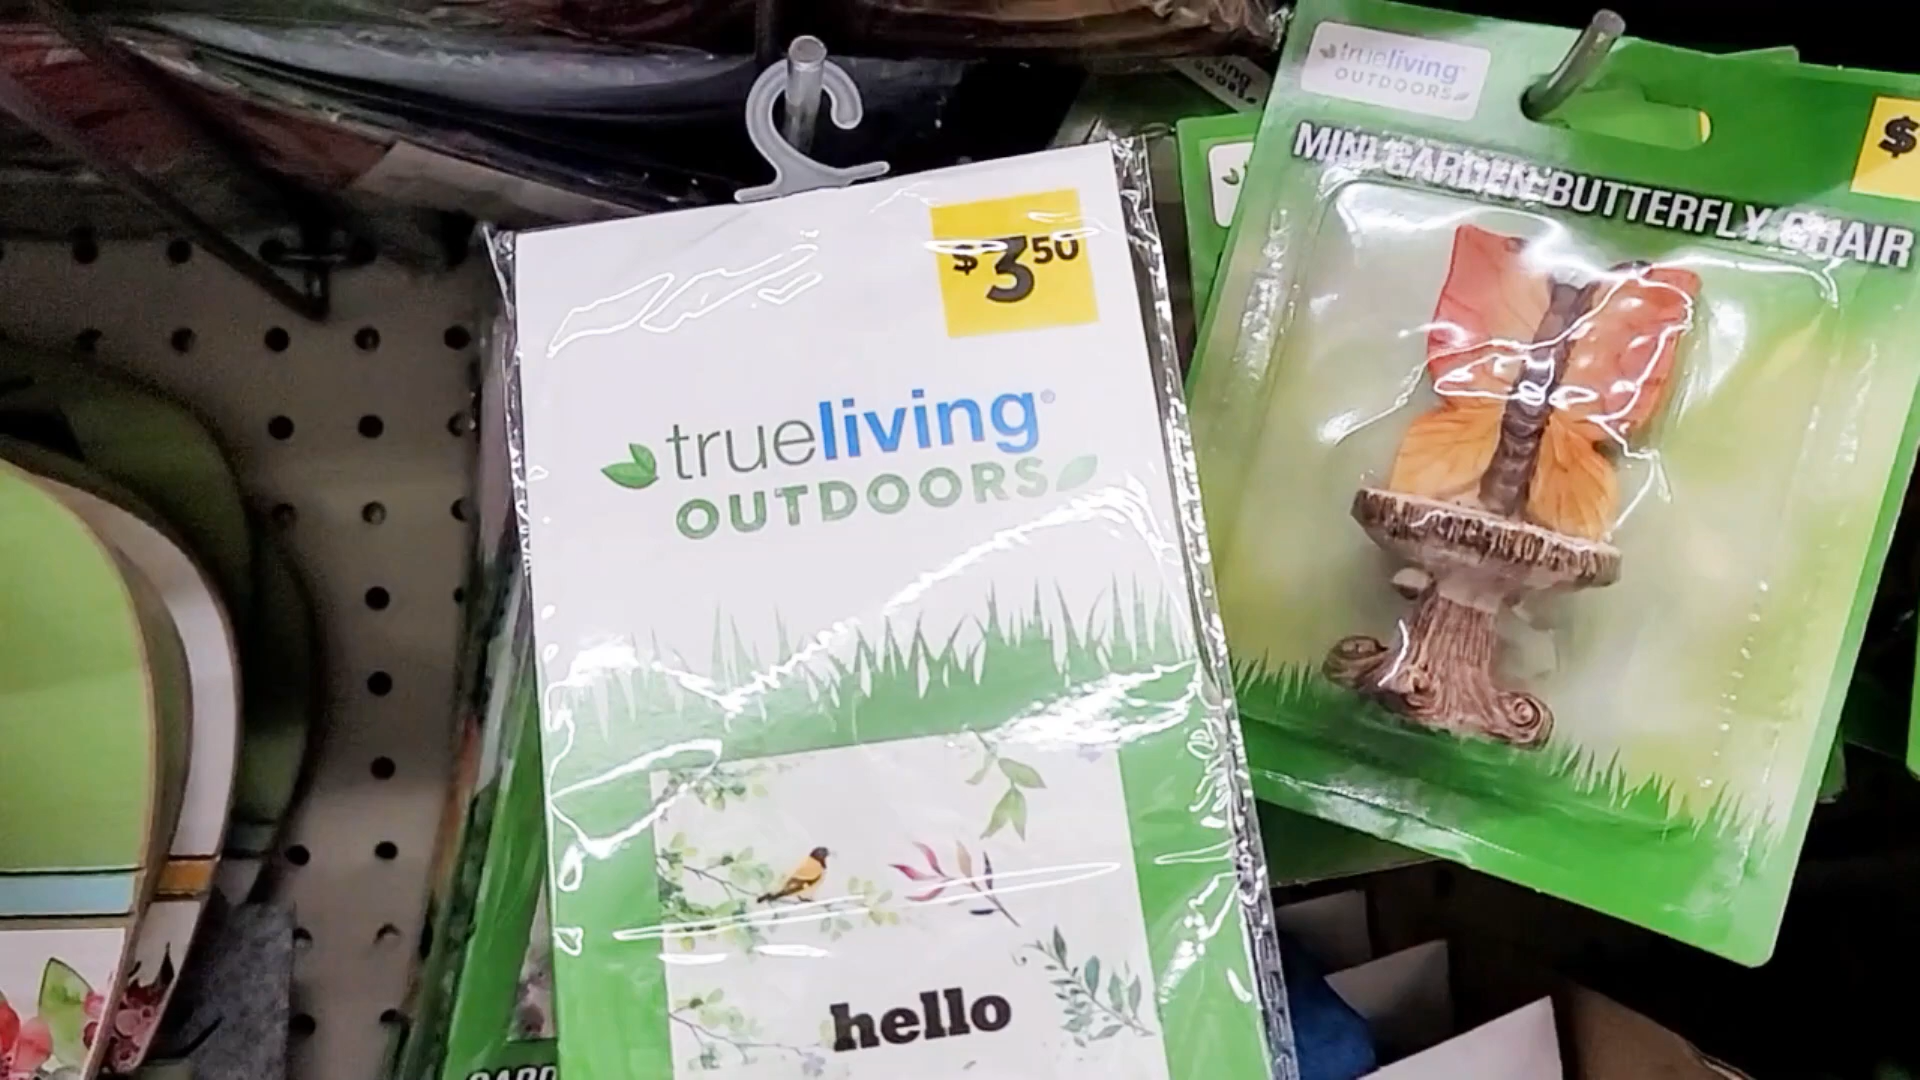 $3.50
trueliving®
OUTDOORS
hello
trueliving®
OUTDOORS
MINI GARDEN BUTTERFLY CHAIR
$